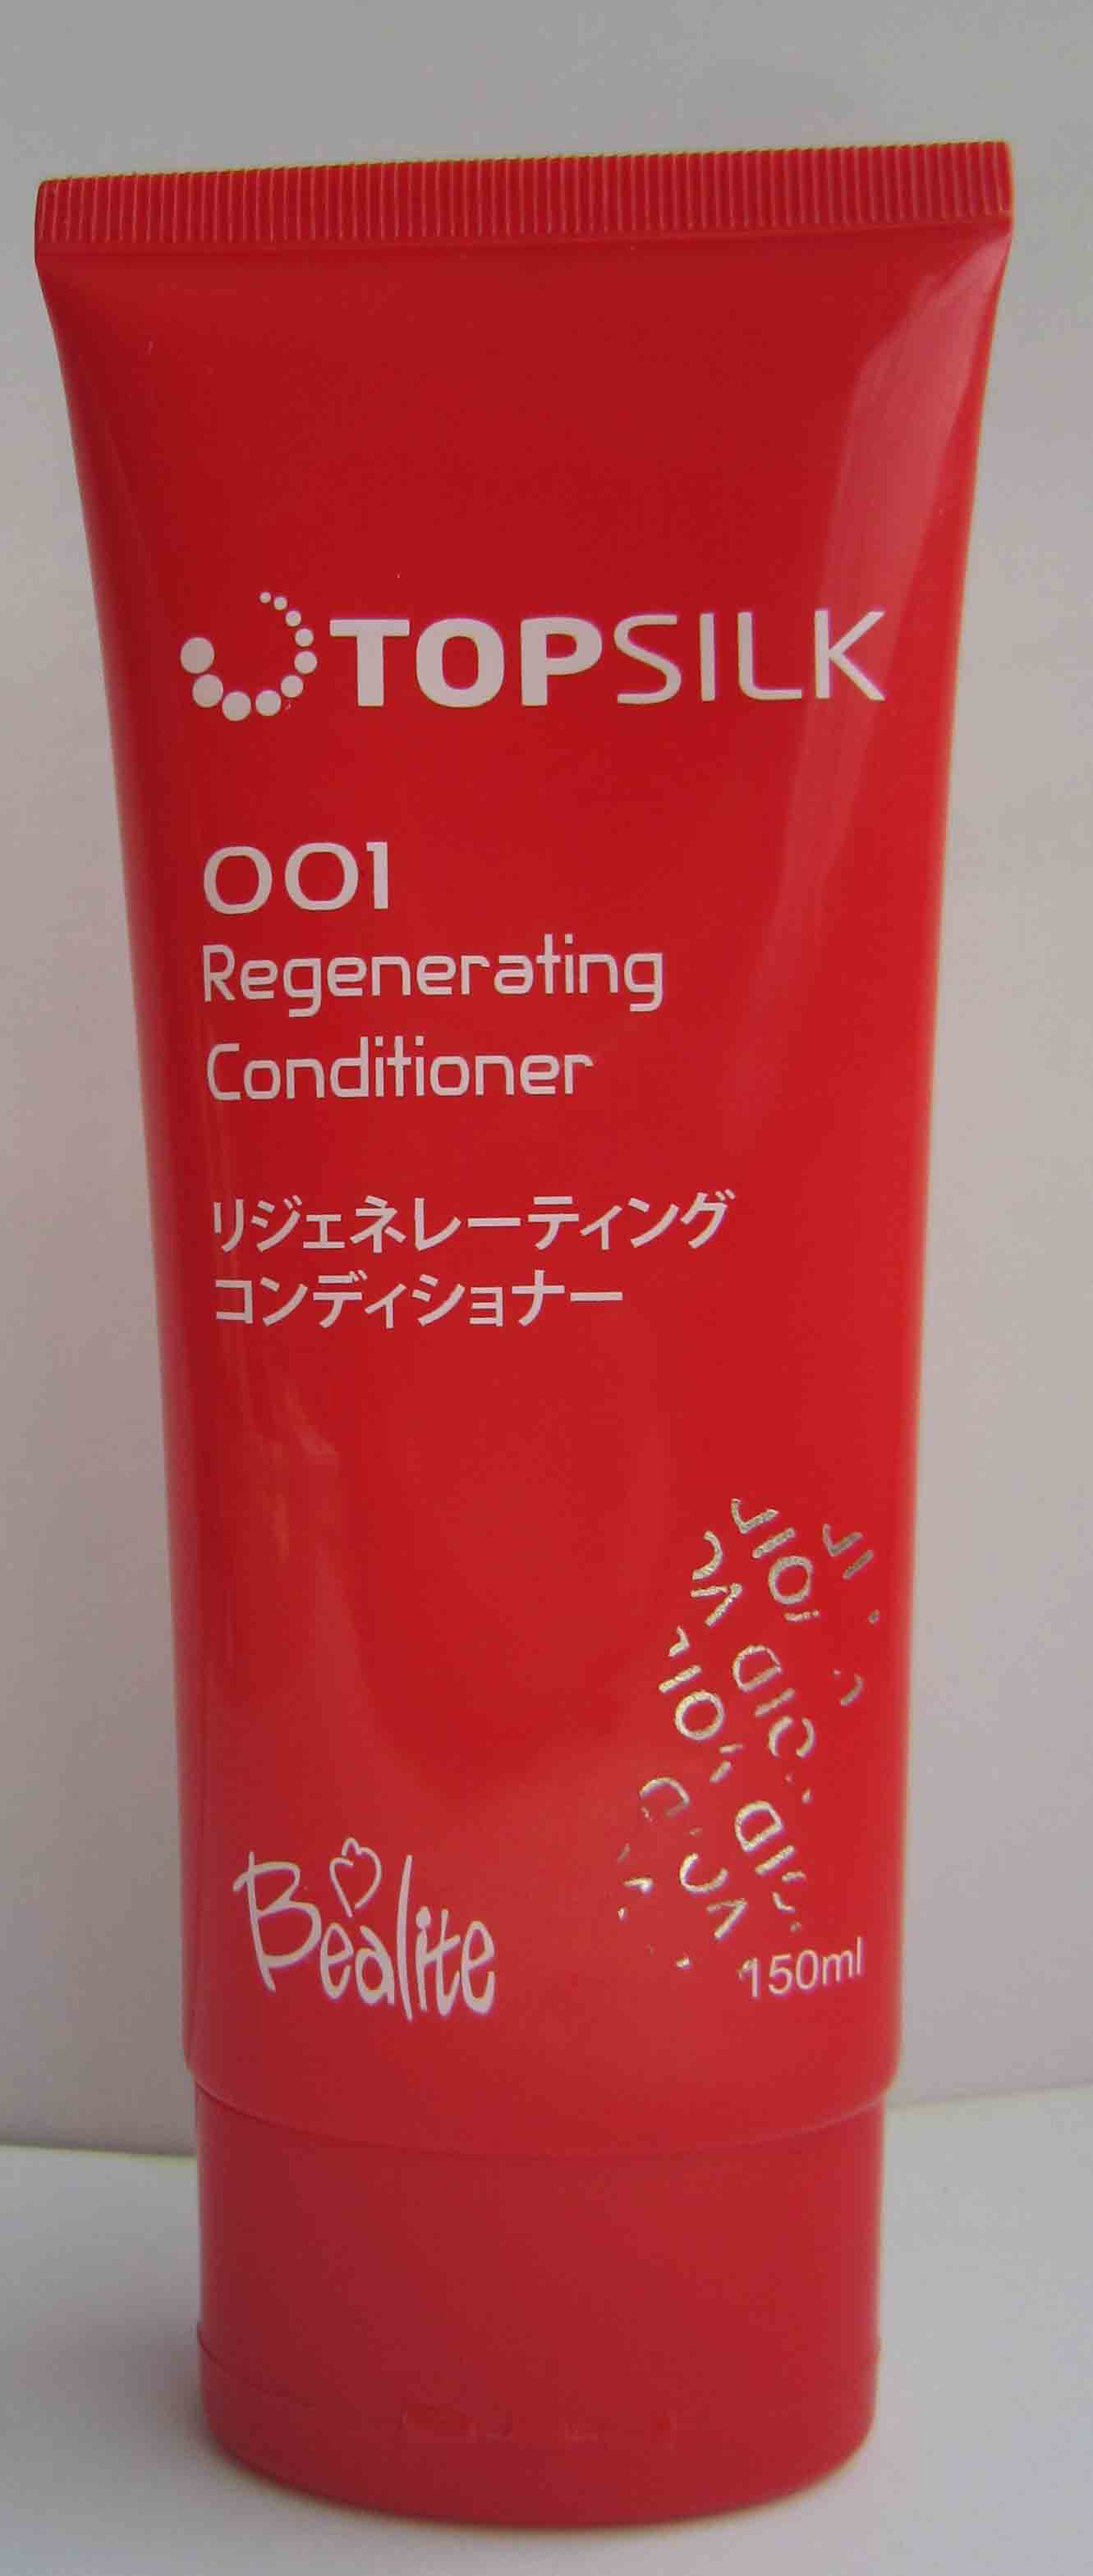 TOPSILK
001
Regenerating
Conditioner
リジェネレーティング
コンディショナー
Bealite
150ml